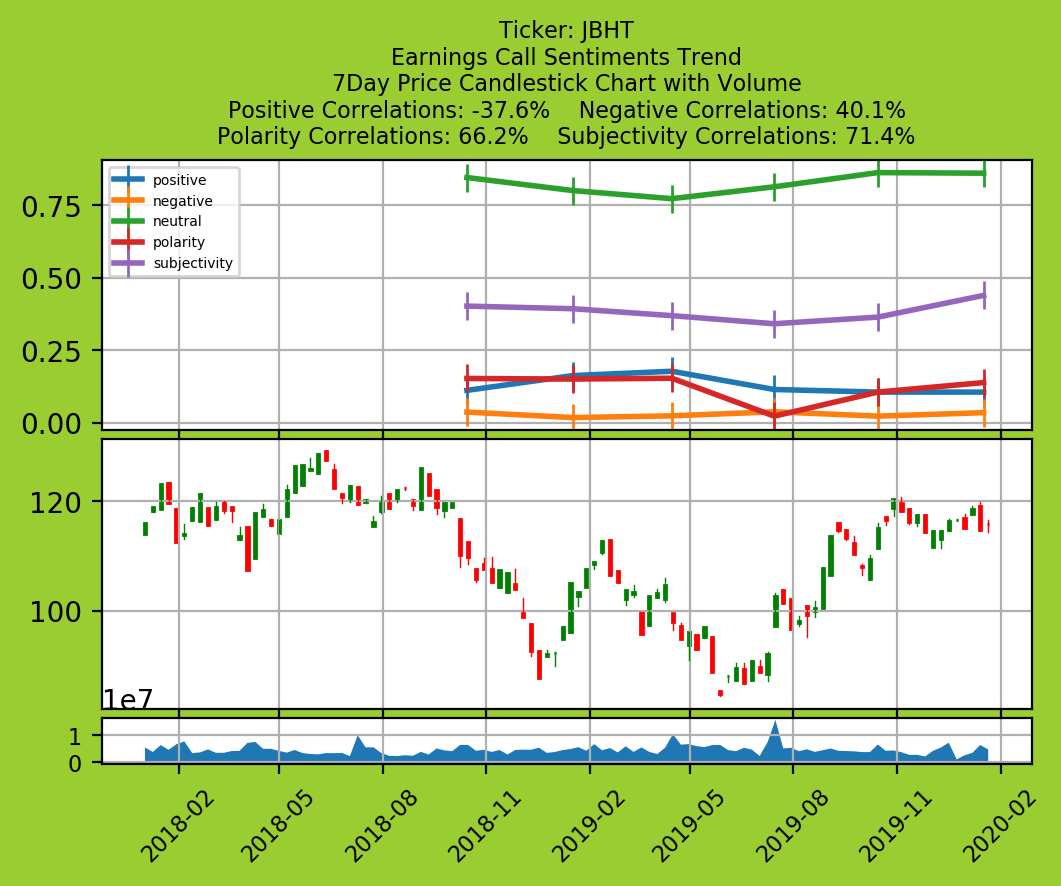 Ticker: JBHT
Earnings Call Sentiments Trend
7Day Price Candlestick Chart with Volume
Positive Correlations: -37.6%    Negative Correlations: 40.1%
Polarity Correlations: 66.2%    Subjectivity Correlations: 71.4%
positive
negative
neutral
polarity
subjectivity
0.75
0.50
0.25
0.00
120
100
1e7
1
0
2018-02
2018-05
2018-08
2018-11
2019-02
2019-05
2019-08
2019-11
2020-02